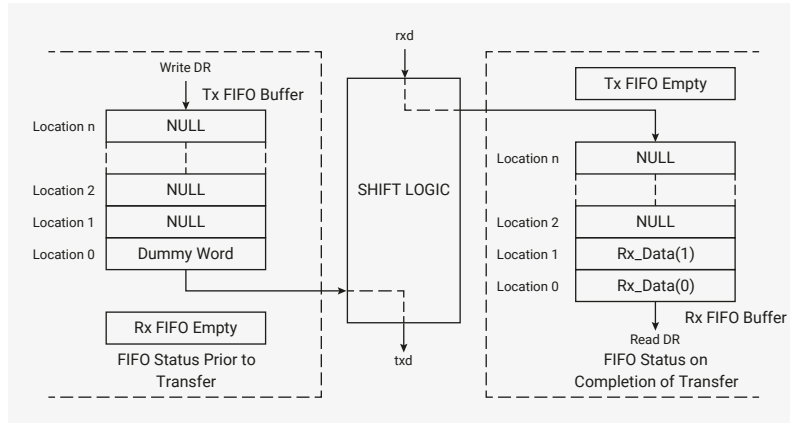 rxd
Write DR
Tx FIFO Buffer
Location n
NULL
Location 2
NULL
Location 1
NULL
Location 0
Dummy Word
Rx FIFO Empty
FIFO Status Prior to
Transfer
SHIFT LOGIC
txd
Tx FIFO Empty
Location n
NULL
Location 2
NULL
Location 1
Rx_Data(1)
Location 0
Rx_Data(0)
Rx FIFO Buffer
Read DR
FIFO Status on
Completion of Transfer